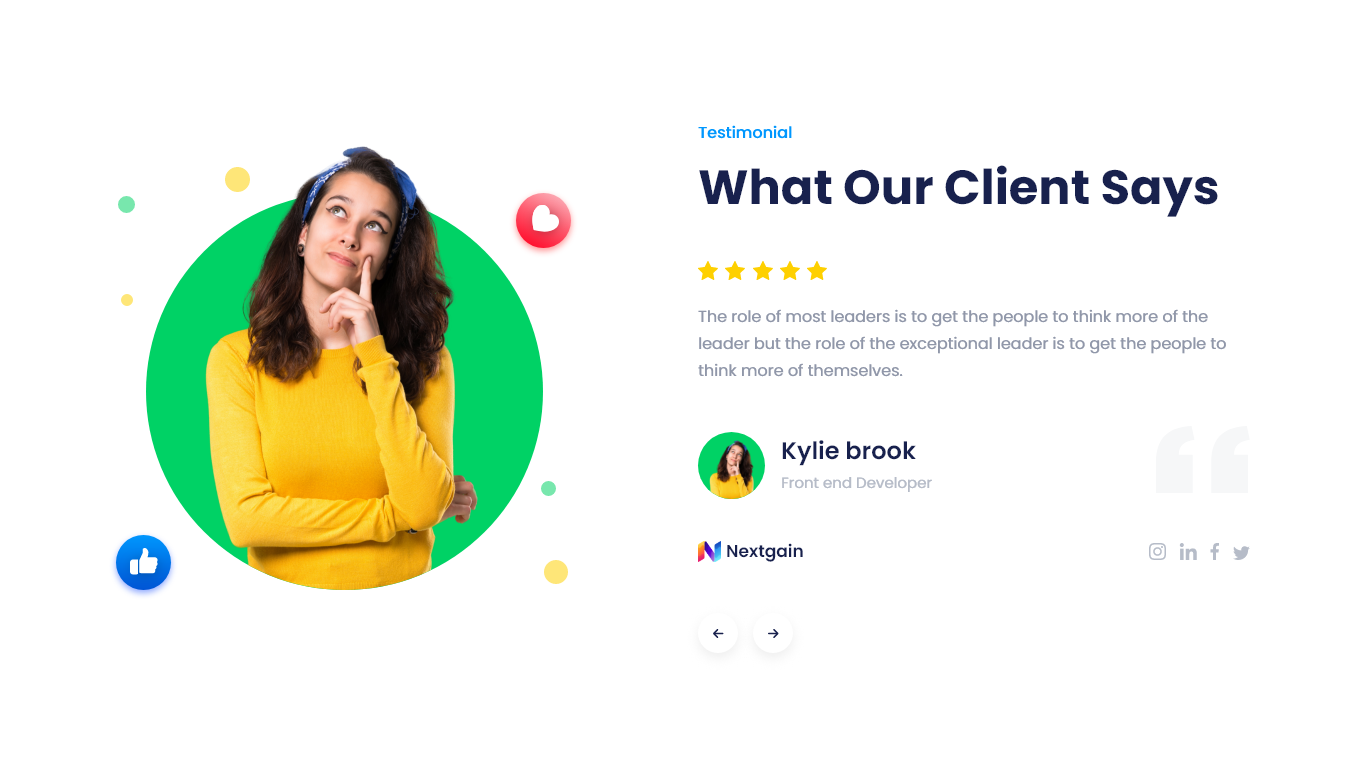 Testimonial
What Our Client Says
The role of most leaders is to get the people to think more of the
leader but the role of the exceptional leader is to get the people to
think more of themselves.
Kylie brook
Front end Developer
Nextgain